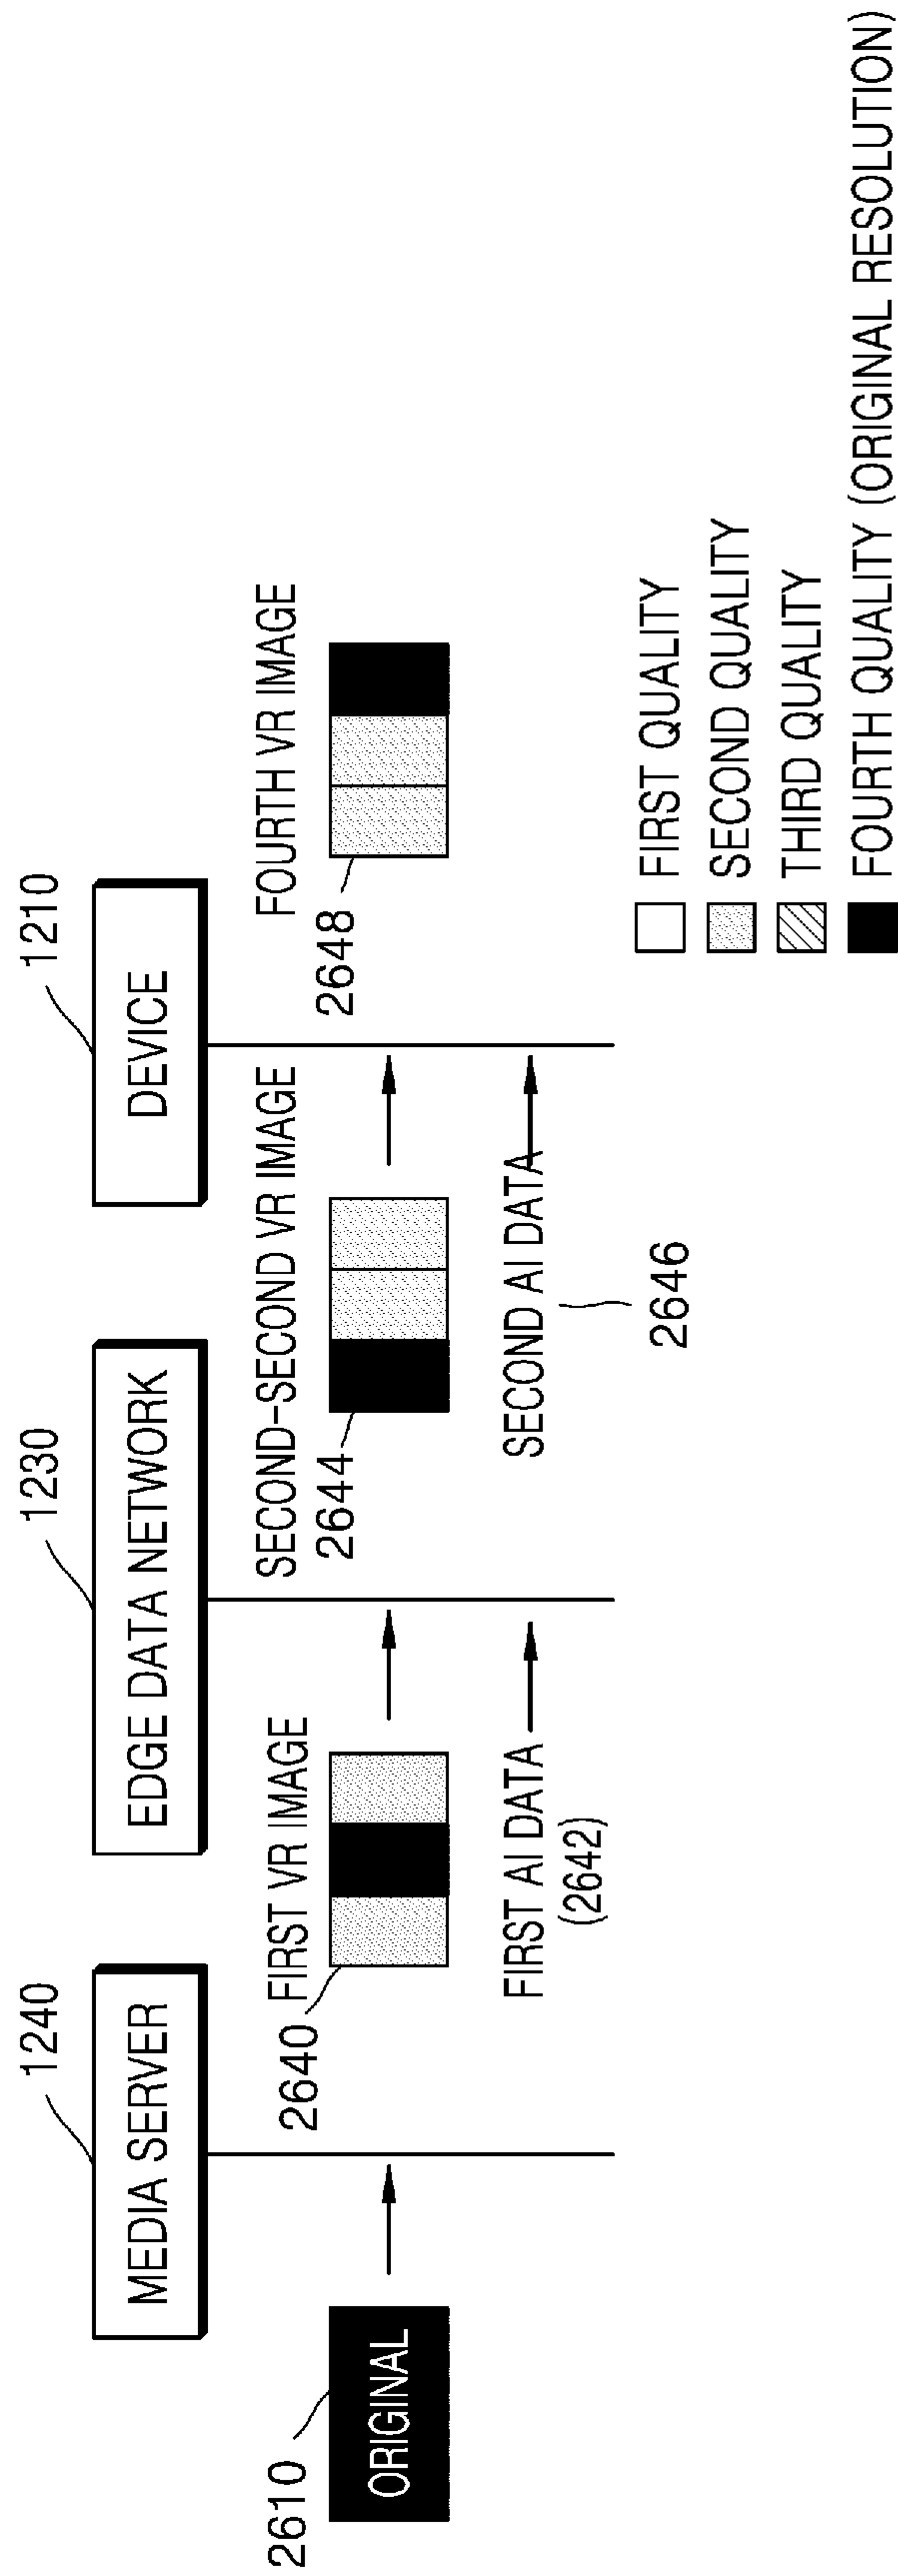 1240
1230
1210
MEDIA SERVER
EDGE DATA NETWORK
DEVICE
2610
ORIGINAL
FIRST VR IMAGE
2640
FIRST AI DATA
(2642)
SECOND-SECOND VR IMAGE
2644
SECOND AI DATA
2646
FOURTH VR IMAGE
2648
FIRST QUALITY
SECOND QUALITY
THIRD QUALITY
FOURTH QUALITY (ORIGINAL RESOLUTION)